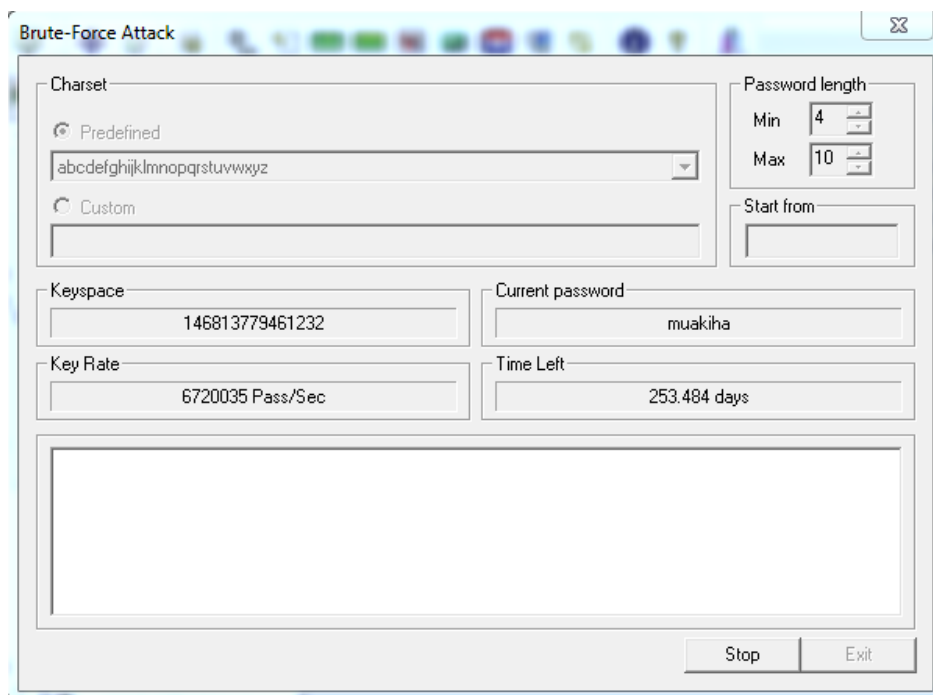 Brute-Force Attack
Charset
Predefined
abcdefghijklmnopqrstuvwxyz
Custom
Password length
Min 4
Max 10
Start from
Keyspace
146813779461232
Current password
muakiha
Key Rate
6720035 Pass/Sec
Time Left
253.484 days
Stop
Exit